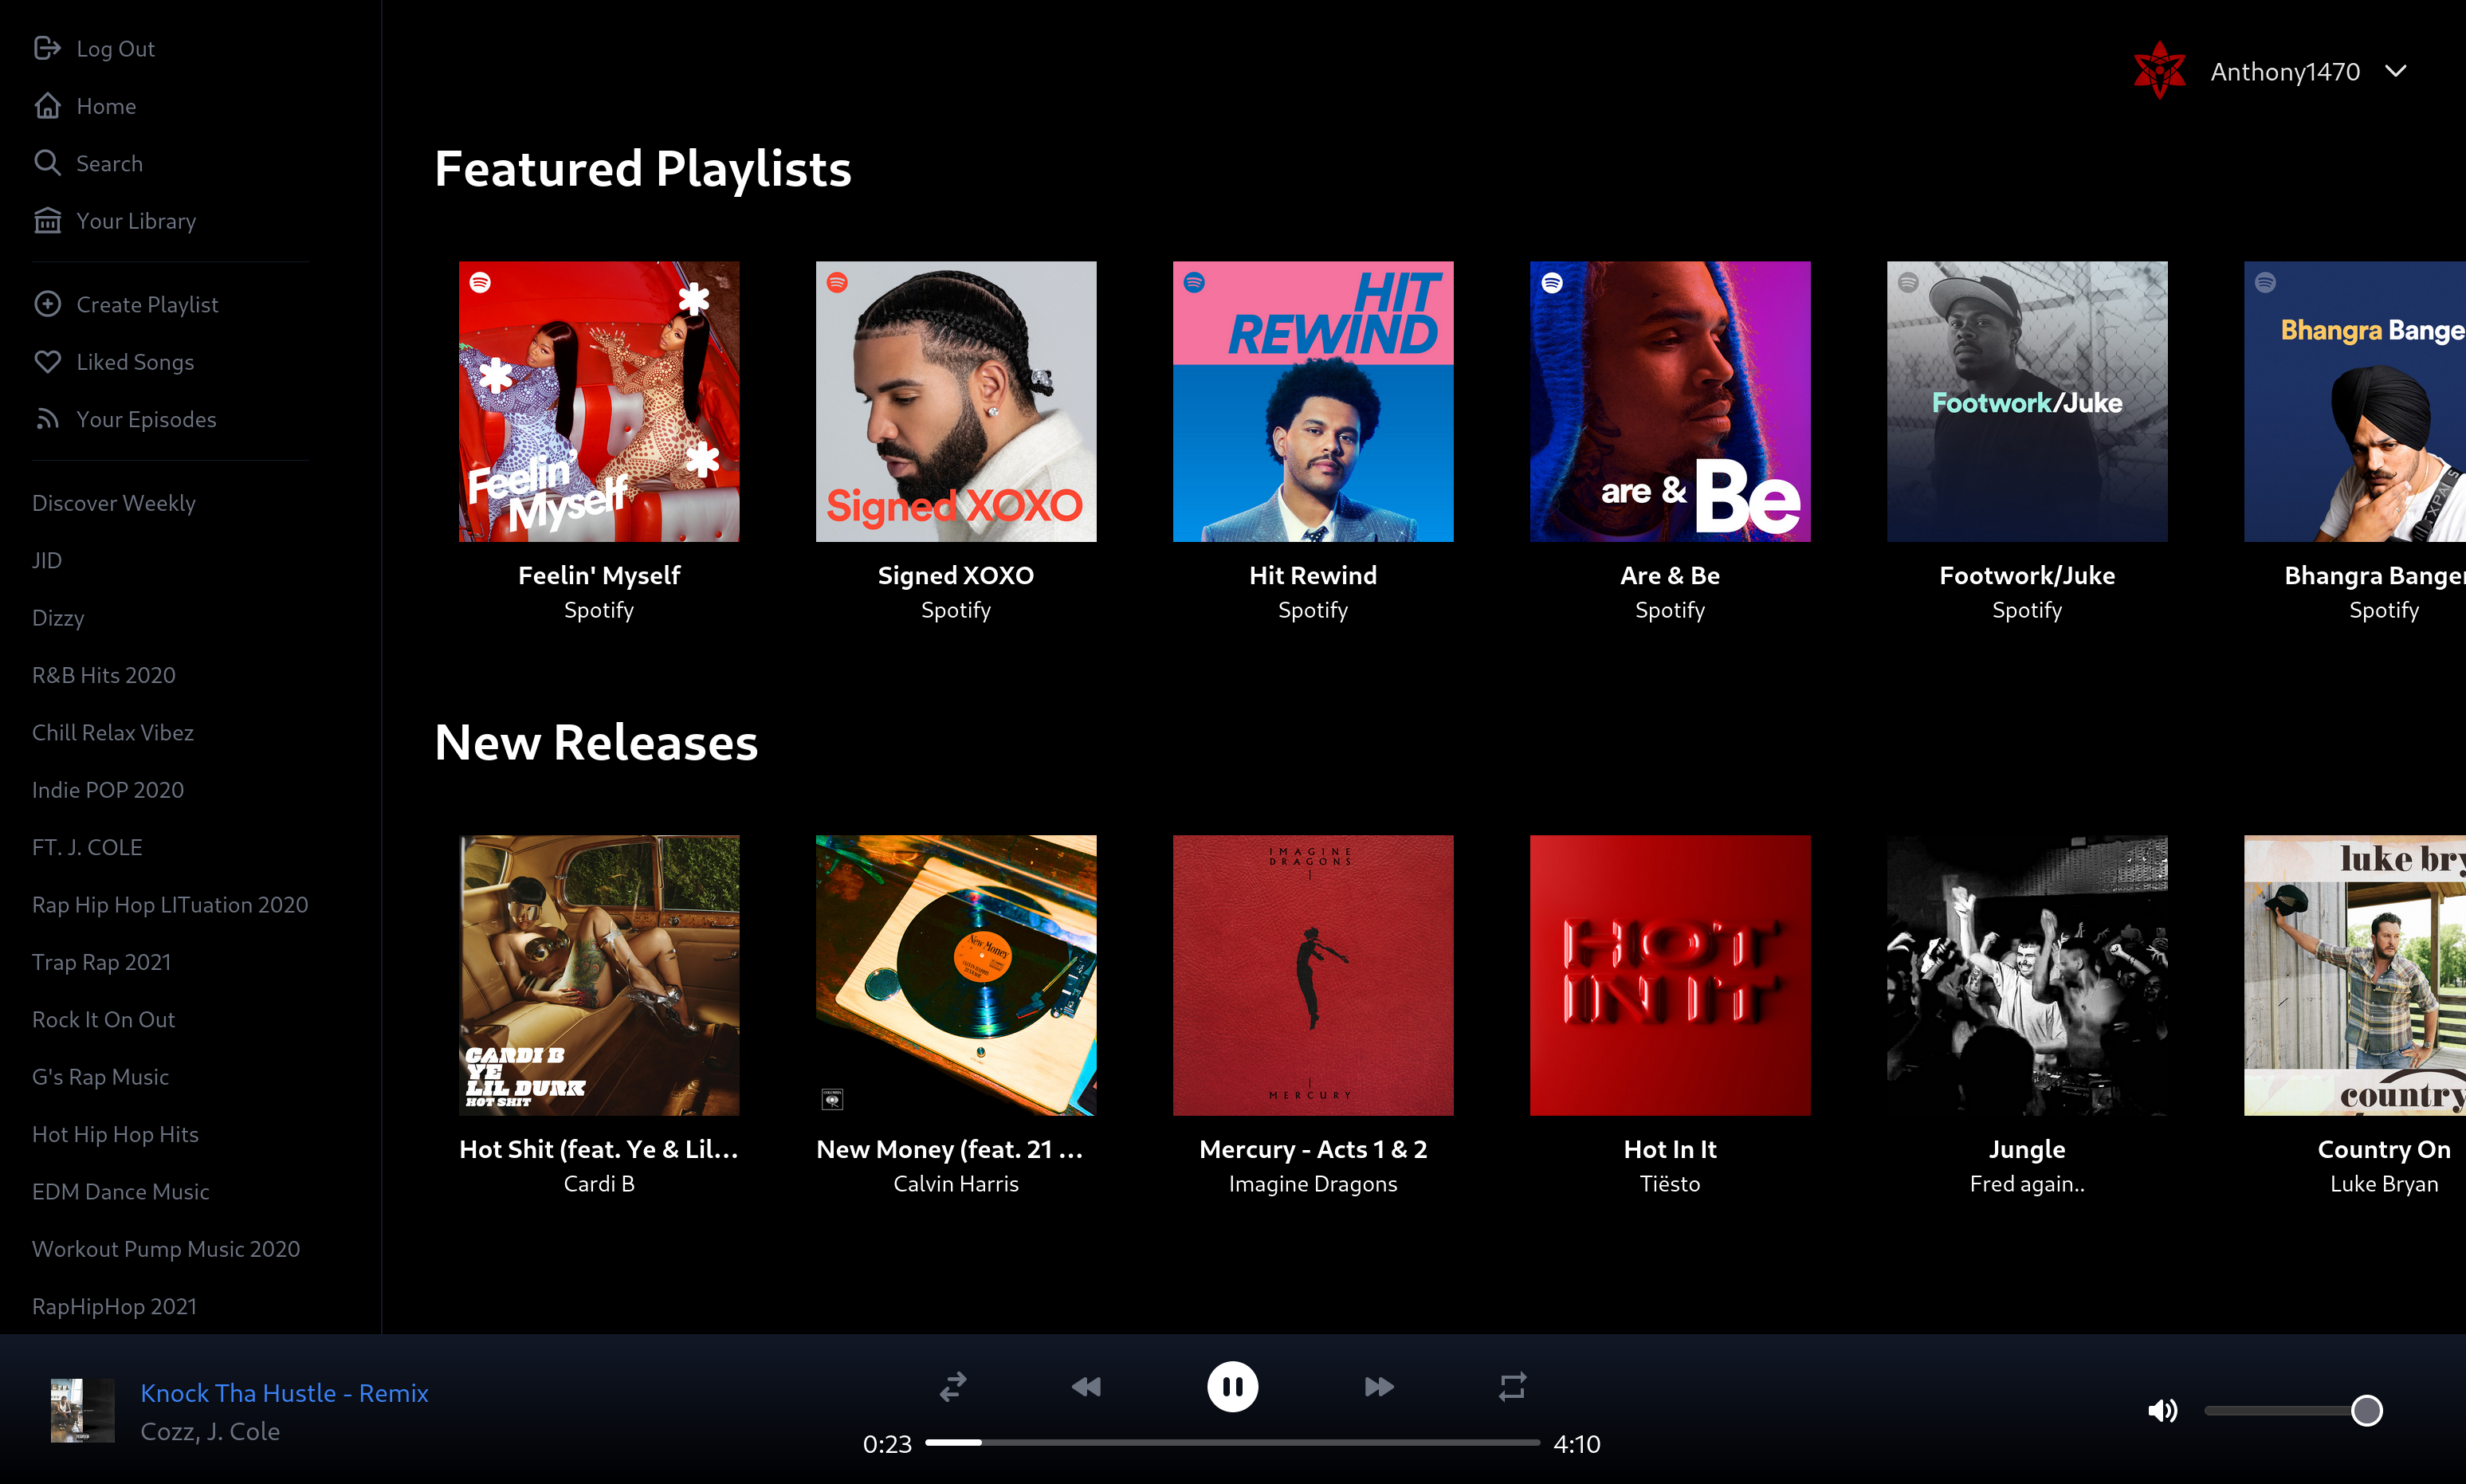 Log Out
Home
Search
Your Library
Create Playlist
Liked Songs
Your Episodes
Discover Weekly
JID
Dizzy
R&B Hits 2020
Chill Relax Vibez
Indie POP 2020
FT. J. COLE
Rap Hip Hop LITuation 2020
Trap Rap 2021
Rock It On Out
G's Rap Music
Hot Hip Hop Hits
EDM Dance Music
Workout Pump Music 2020
RapHipHop 2021
Anthony1470
Featured Playlists
Feelin'
Myself
Signed XOXO
HIT
REWIND
are & Be
Footwork/Juke
Bhangra Bange
Feelin' Myself
Spotify
Signed XOXO
Spotify
Hit Rewind
Spotify
Are & Be
Spotify
Footwork/Juke
Spotify
Bhangra Banger
Spotify
New Releases
CARDI B
YE
LIL DURK
HOT SHIT
New Money
IMAGINE
DRAGONS
MERCURY
HOT
IN IT
luke bry
country
Hot Shit (feat. Ye & Lil...
Cardi B
New Money (feat. 21 ...
Calvin Harris
Mercury - Acts 1 & 2
Imagine Dragons
Hot In It
Tiësto
Jungle
Fred again..
Country On
Luke Bryan
Knock Tha Hustle - Remix
Cozz, J. Cole
0:23
4:10